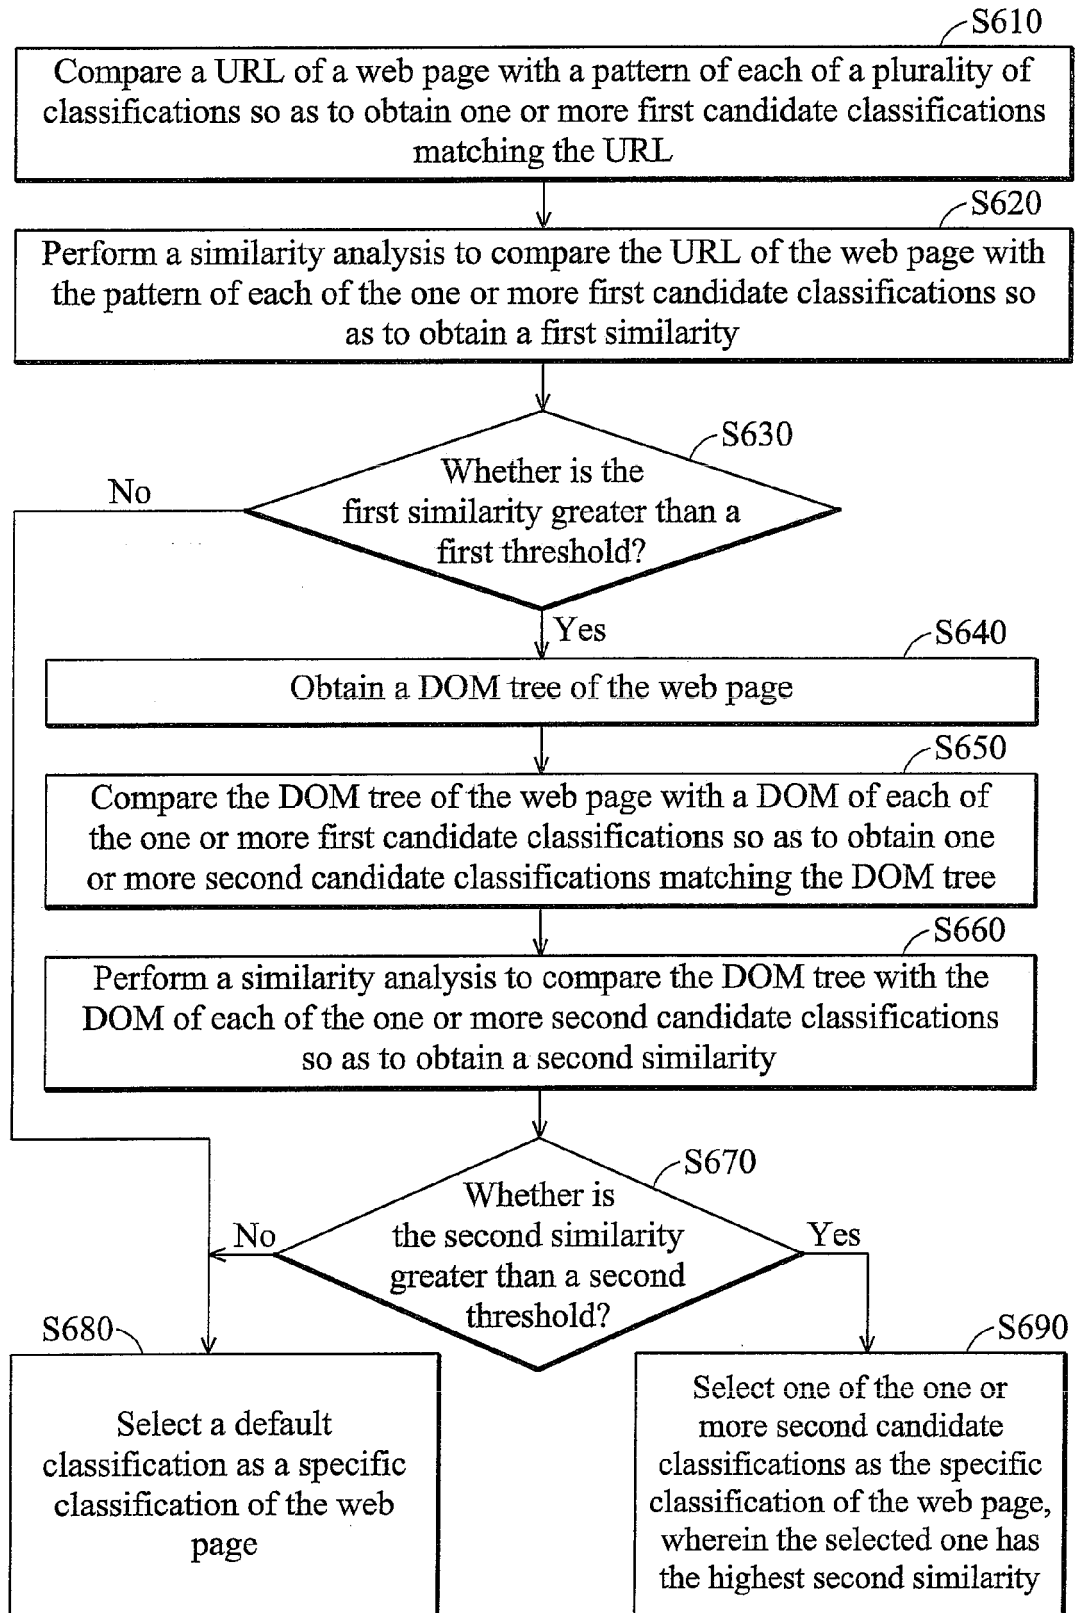 S610
Compare a URL of a web page with a pattern of each of a plurality of
classifications so as to obtain one or more first candidate classifications
matching the URL
S620
Perform a similarity analysis to compare the URL of the web page with
the pattern of each of the one or more first candidate classifications so
as to obtain a first similarity
S630
Whether is the
first similarity greater than a
first threshold?
No
Yes
S640
Obtain a DOM tree of the web page
S650
Compare the DOM tree of the web page with a DOM of each of
the one or more first candidate classifications so as to obtain one
or more second candidate classifications matching the DOM tree
S660
Perform a similarity analysis to compare the DOM tree with the
DOM of each of the one or more second candidate classifications
so as to obtain a second similarity
S670
Whether is
the second similarity
greater than a second
threshold?
No
Yes
S680
Select a default
classification as a specific
classification of the web
page
S690
Select one of the one or
more second candidate
classifications as the specific
classification of the web page,
wherein the selected one has
the highest second similarity